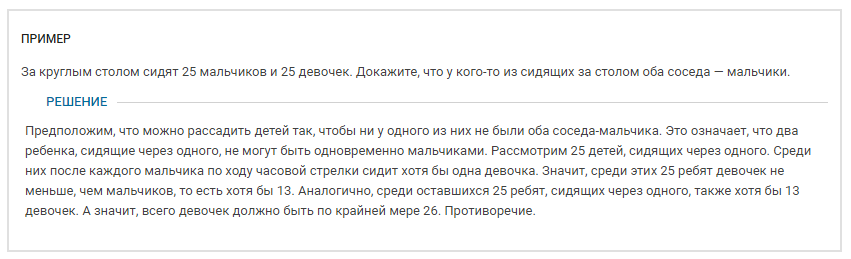 ПРИМЕР
За круглым столом сидят 25 мальчиков и 25 девочек. Докажите, что у кого-то из сидящих за столом оба соседа — мальчики.
РЕШЕНИЕ
Предположим, что можно рассадить детей так, чтобы ни у одного из них не были оба соседа-мальчика. Это означает, что два
ребенка, сидящие через одного, не могут быть одновременно мальчиками. Рассмотрим 25 детей, сидящих через одного. Среди
них после каждого мальчика по ходу часовой стрелки сидит хотя бы одна девочка. Значит, среди этих 25 ребят девочек не
меньше, чем мальчиков, то есть хотя бы 13. Аналогично, среди оставшихся 25 ребят, сидящих через одного, также хотя бы 13
девочек. А значит, всего девочек должно быть по крайней мере 26. Противоречие.